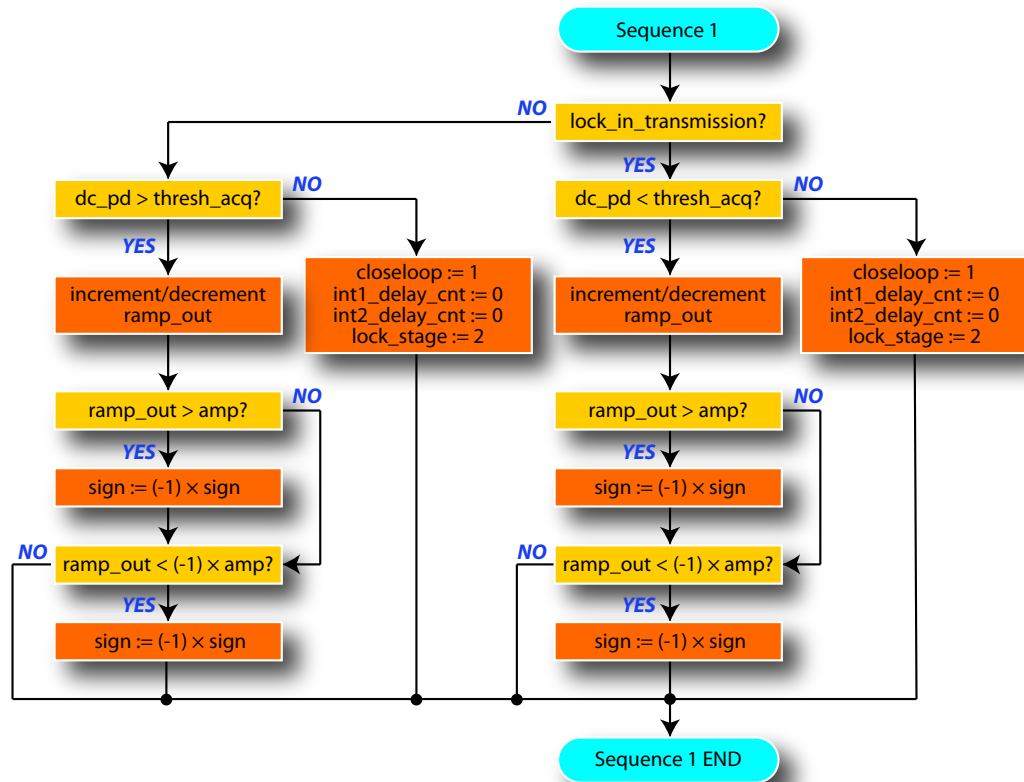 Sequence 1
NO
lock_in_transmission?
YES
dc_pd > thresh_acq?
NO
YES
increment/decrement
ramp_out
closeloop := 1
int1_delay_cnt := 0
int2_delay_cnt := 0
lock_stage := 2
ramp_out > amp?
NO
YES
sign := (-1) × sign
NO
ramp_out < (-1) × amp?
YES
sign := (-1) × sign
dc_pd < thresh_acq?
NO
YES
increment/decrement
ramp_out
closeloop := 1
int1_delay_cnt := 0
int2_delay_cnt := 0
lock_stage := 2
ramp_out > amp?
NO
YES
sign := (-1) × sign
NO
ramp_out < (-1) × amp?
YES
sign := (-1) × sign
Sequence 1 END